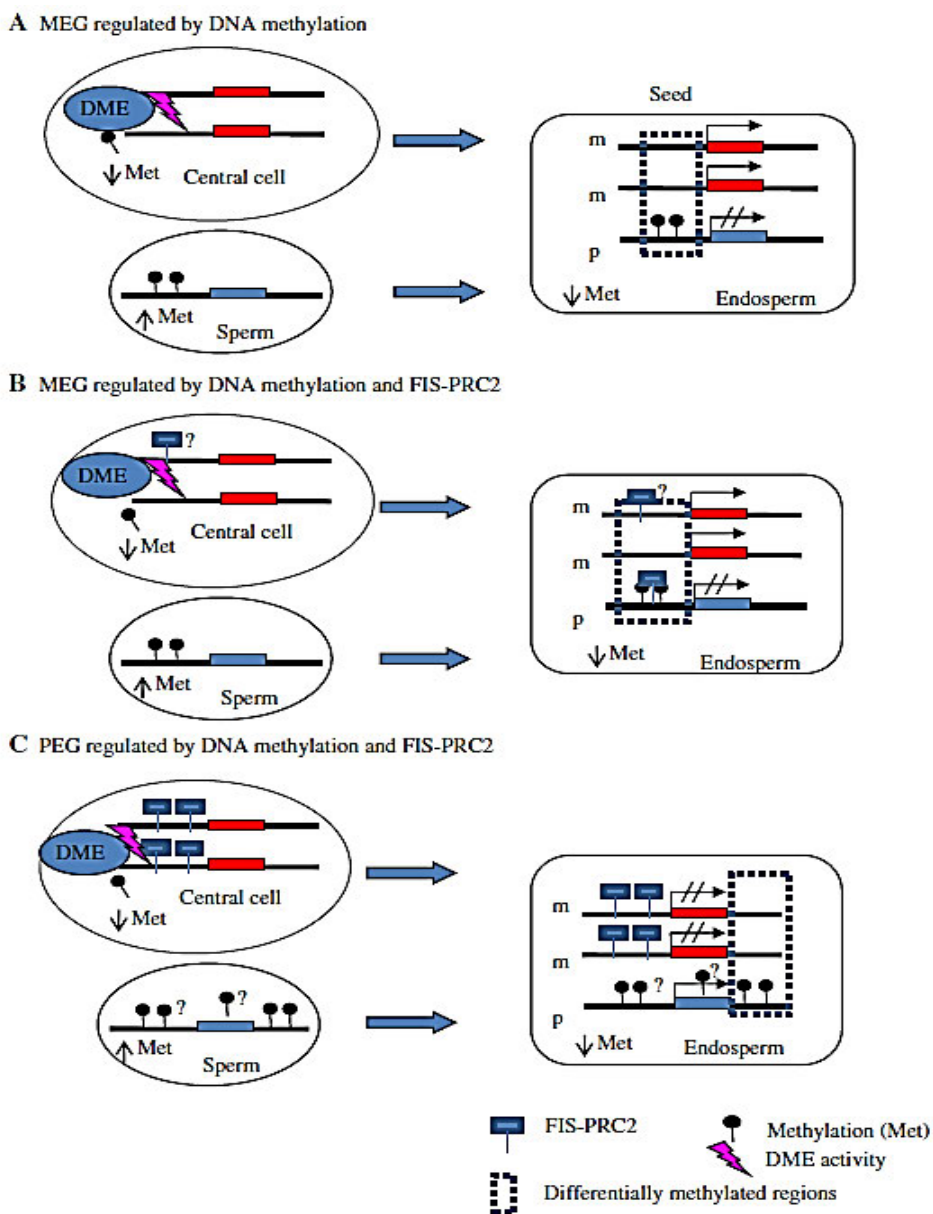 A MEG regulated by DNA methylation
DME
↓ Met
Central cell
↑ Met
Sperm
Seed
m
m
p
↓ Met
Endosperm
B MEG regulated by DNA methylation and FIS-PRC2
?
DME
↓ Met
Central cell
↑ Met
Sperm
?
m
m
p
↓ Met
Endosperm
C PEG regulated by DNA methylation and FIS-PRC2
DME
↓ Met
Central cell
? ?
↑ Met
Sperm
m
m
? ?
p
↓ Met
Endosperm
FIS-PRC2
Methylation (Met)
DME activity
Differentially methylated regions